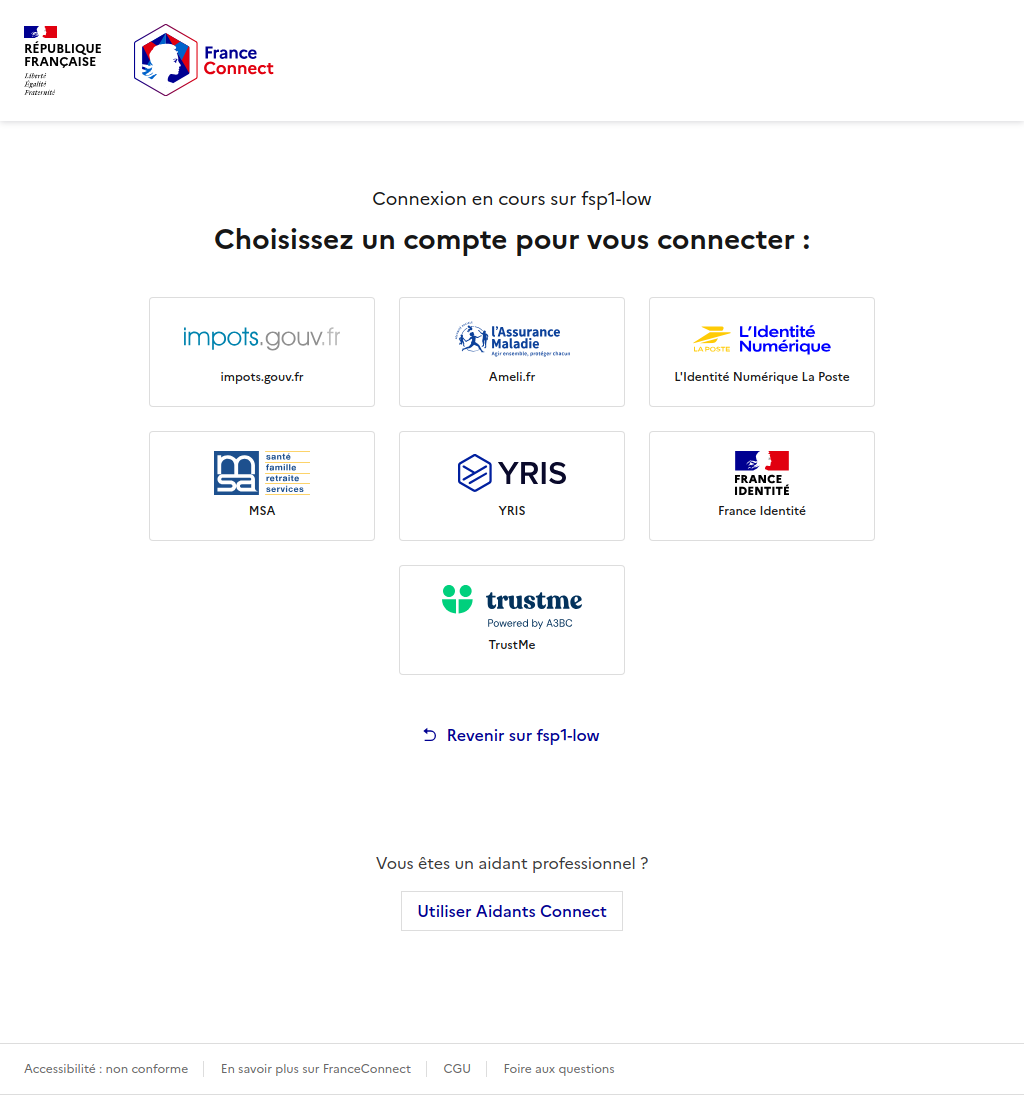 RÉPUBLIQUE
FRANÇAISE
Liberté
Égalité
Fraternité
France
Connect
Connexion en cours sur fsp1-low
Choisissez un compte pour vous connecter :
impots.gouv.fr
impots.gouv.fr
l'Assurance
Maladie
Agir ensemble, protéger chacun
Ameli.fr
LA POSTE
L'Identité
Numérique
L'Identité Numérique La Poste
msa
santé
famille
retraite
services
MSA
YRIS
YRIS
FRANCE
IDENTITÉ
France Identité
trustme
Powered by A3BC
TrustMe
Revenir sur fsp1-low
Vous êtes un aidant professionnel ?
Utiliser Aidants Connect
Accessibilité : non conforme
En savoir plus sur FranceConnect
CGU
Foire aux questions